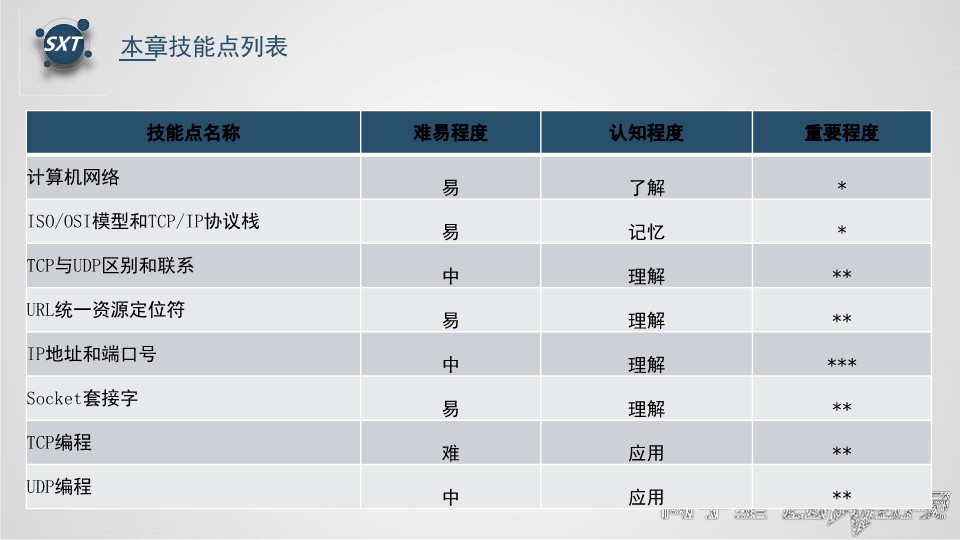 SXT
本章技能点列表
技能点名称 难易程度 认知程度 重要程度
计算机网络 易 了解 *
ISO/OSI模型和TCP/IP协议栈 易 记忆 *
TCP与UDP区别和联系 中 理解 **
URL统一资源定位符 易 理解 **
IP地址和端口号 中 理解 ***
Socket套接字 易 理解 **
TCP编程 难 应用 **
UDP编程 中 应用 **